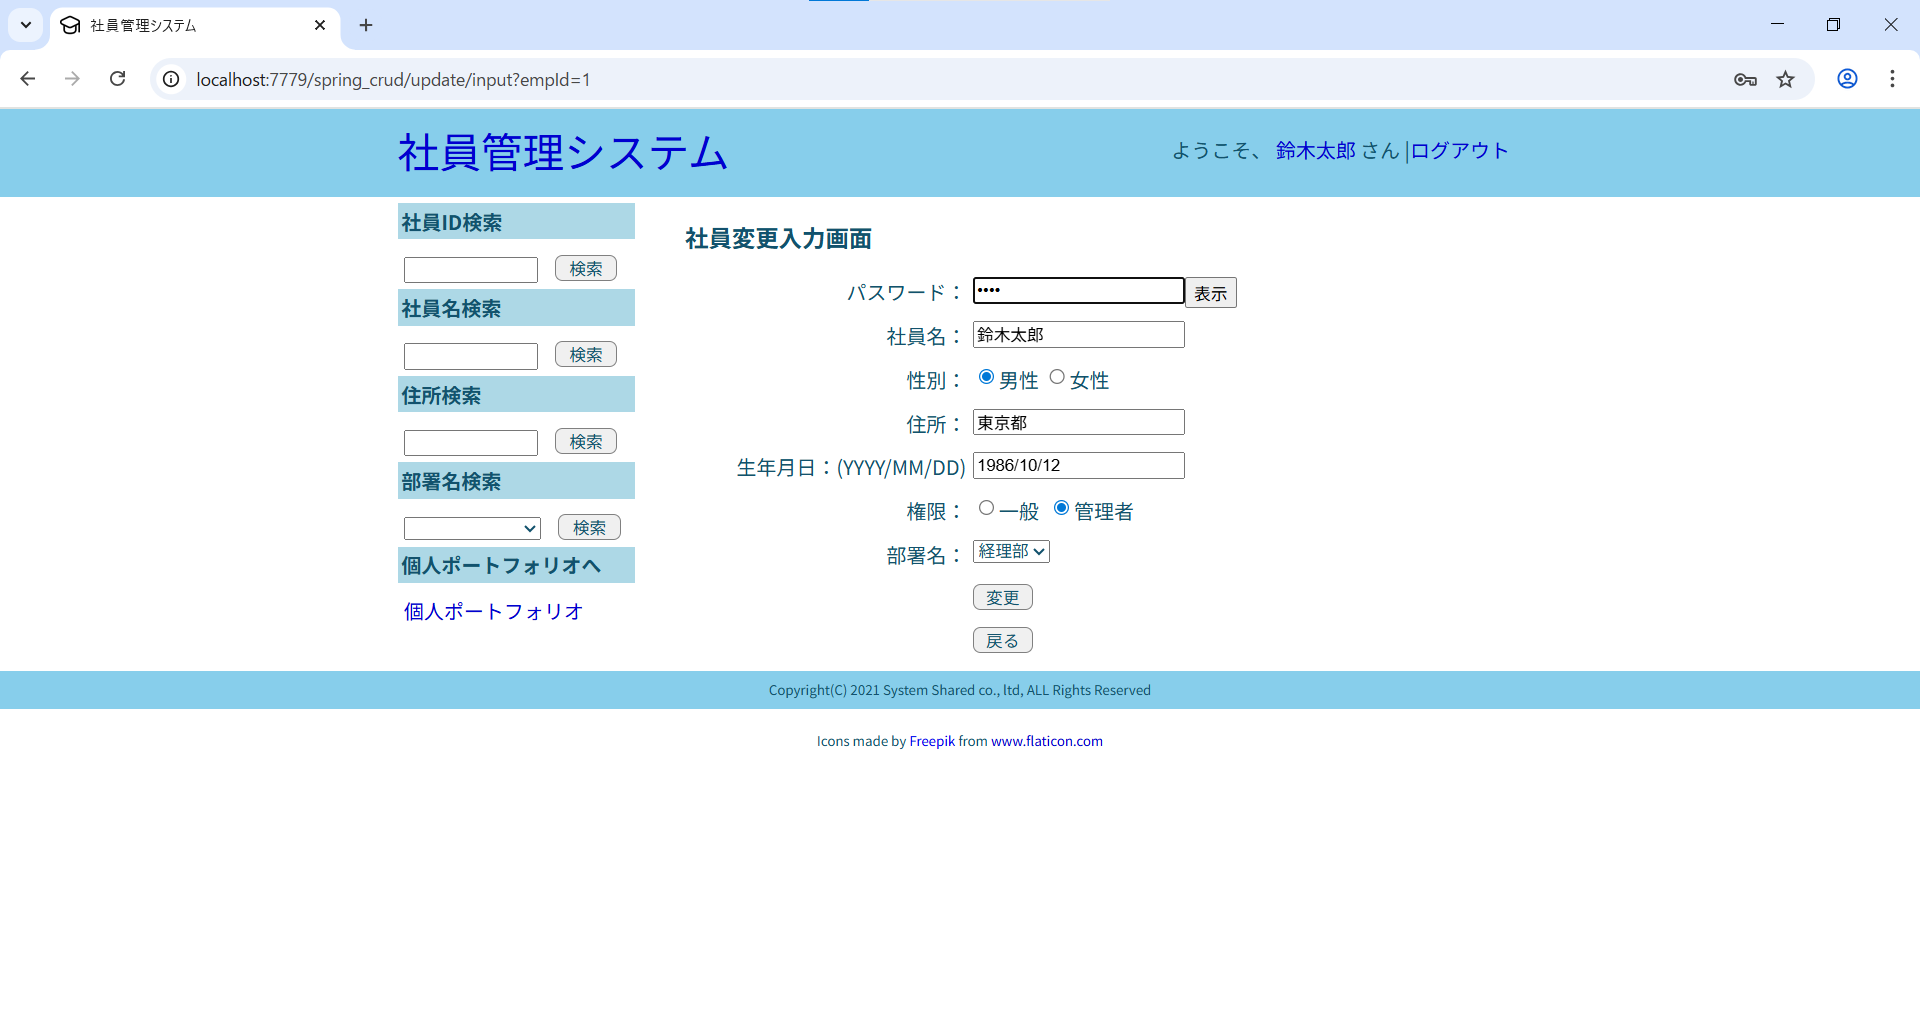 社員管理システム
localhost:7779/spring_crud/update/input?empId=1
社員管理システム
ようこそ、 鈴木太郎 さん |ログアウト
社員ID検索
検索
社員名検索
検索
住所検索
検索
部署名検索
検索
個人ポートフォリオへ
個人ポートフォリオ
社員変更入力画面
パスワード： •••• 表示
社員名： 鈴木太郎
性別： 男性 女性
住所： 東京都
生年月日：(YYYY/MM/DD) 1986/10/12
権限： 一般 管理者
部署名： 経理部
変更
戻る
Copyright(C) 2021 System Shared co., ltd, ALL Rights Reserved
Icons made by Freepik from www.flaticon.com